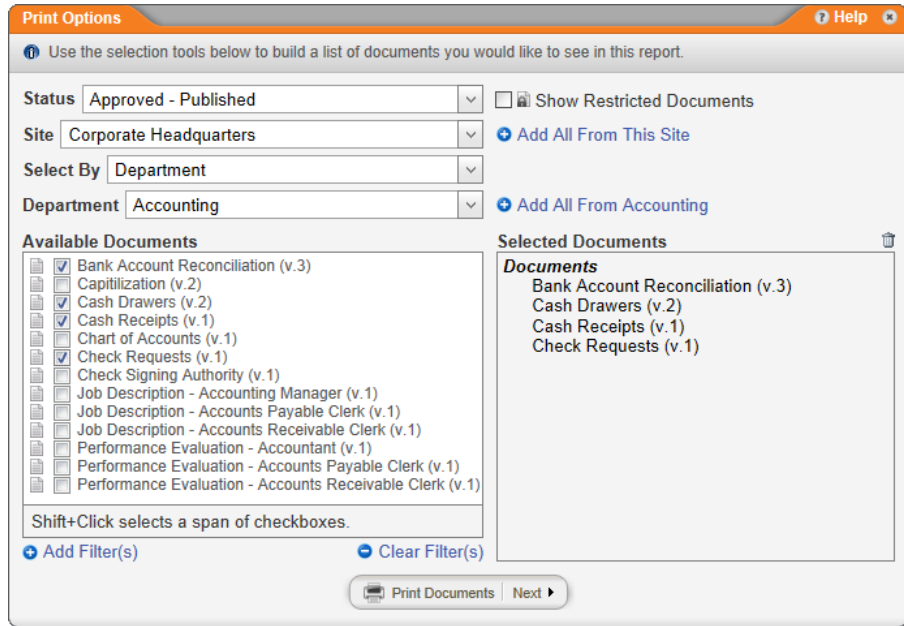 Print Options
Help
Use the selection tools below to build a list of documents you would like to see in this report.
Status Approved - Published
Show Restricted Documents
Site Corporate Headquarters
Add All From This Site
Select By Department
Department Accounting
Add All From Accounting
Available Documents
Bank Account Reconciliation (v.3)
Capitilization (v.2)
Cash Drawers (v.2)
Cash Receipts (v.1)
Chart of Accounts (v.1)
Check Requests (v.1)
Check Signing Authority (v.1)
Job Description - Accounting Manager (v.1)
Job Description - Accounts Payable Clerk (v.1)
Job Description - Accounts Receivable Clerk (v.1)
Performance Evaluation - Accountant (v.1)
Performance Evaluation - Accounts Payable Clerk (v.1)
Performance Evaluation - Accounts Receivable Clerk (v.1)
Shift+Click selects a span of checkboxes.
Add Filter(s)
Clear Filter(s)
Selected Documents
Documents
Bank Account Reconciliation (v.3)
Cash Drawers (v.2)
Cash Receipts (v.1)
Check Requests (v.1)
Print Documents
Next